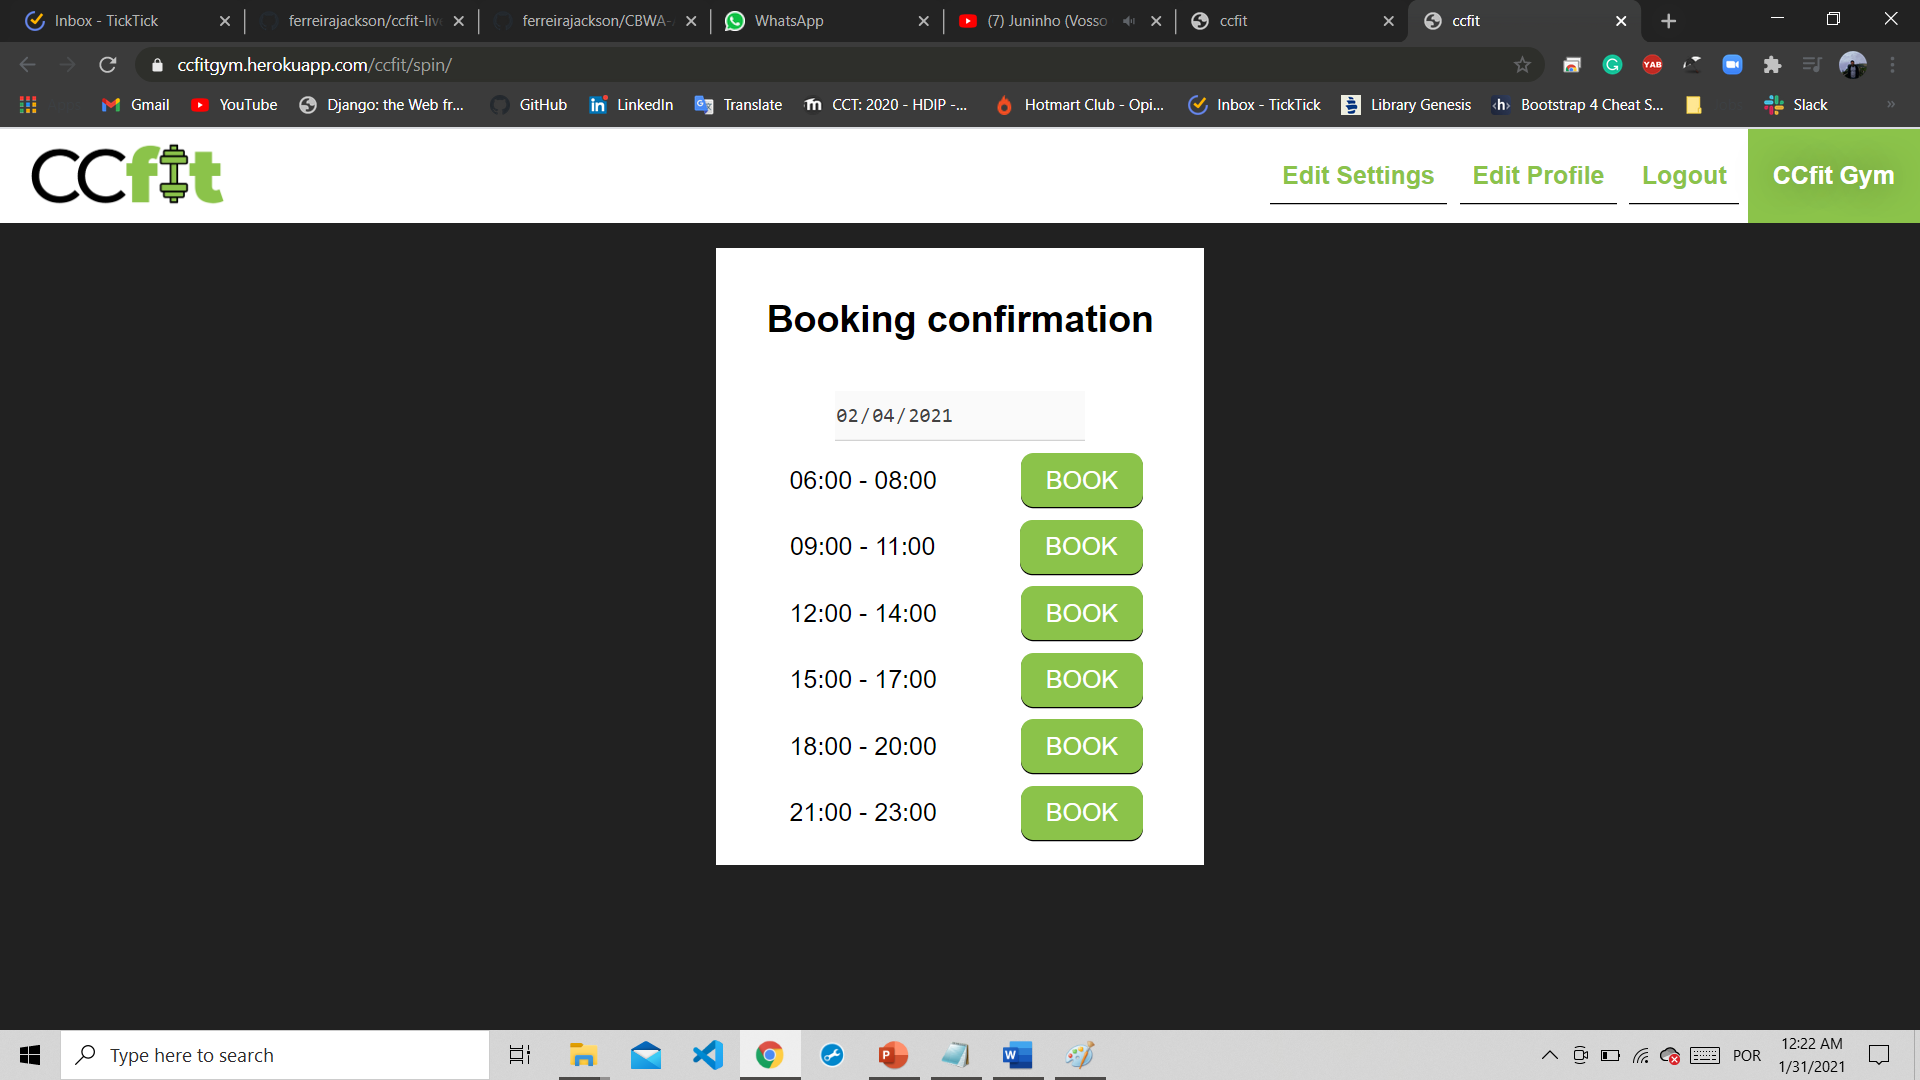 Inbox - TickTick
ferreirajackson/ccfit-live
ferreirajackson/CBWA-
WhatsApp
(7) Juninho (Vosso
ccfit
ccfit
ccfitgym.herokuapp.com/ccfit/spin/
YAB
Gmail
YouTube
Django: the Web fr...
GitHub
LinkedIn
Translate
CCT: 2020 - HDIP -...
Hotmart Club - Opi...
Inbox - TickTick
Library Genesis
Bootstrap 4 Cheat S...
Slack
CCfit
Edit Settings
Edit Profile
Logout
CCfit Gym
Booking confirmation
02/04/2021
06:00 - 08:00 BOOK
09:00 - 11:00 BOOK
12:00 - 14:00 BOOK
15:00 - 17:00 BOOK
18:00 - 20:00 BOOK
21:00 - 23:00 BOOK
Type here to search
POR
12:22 AM
1/31/2021